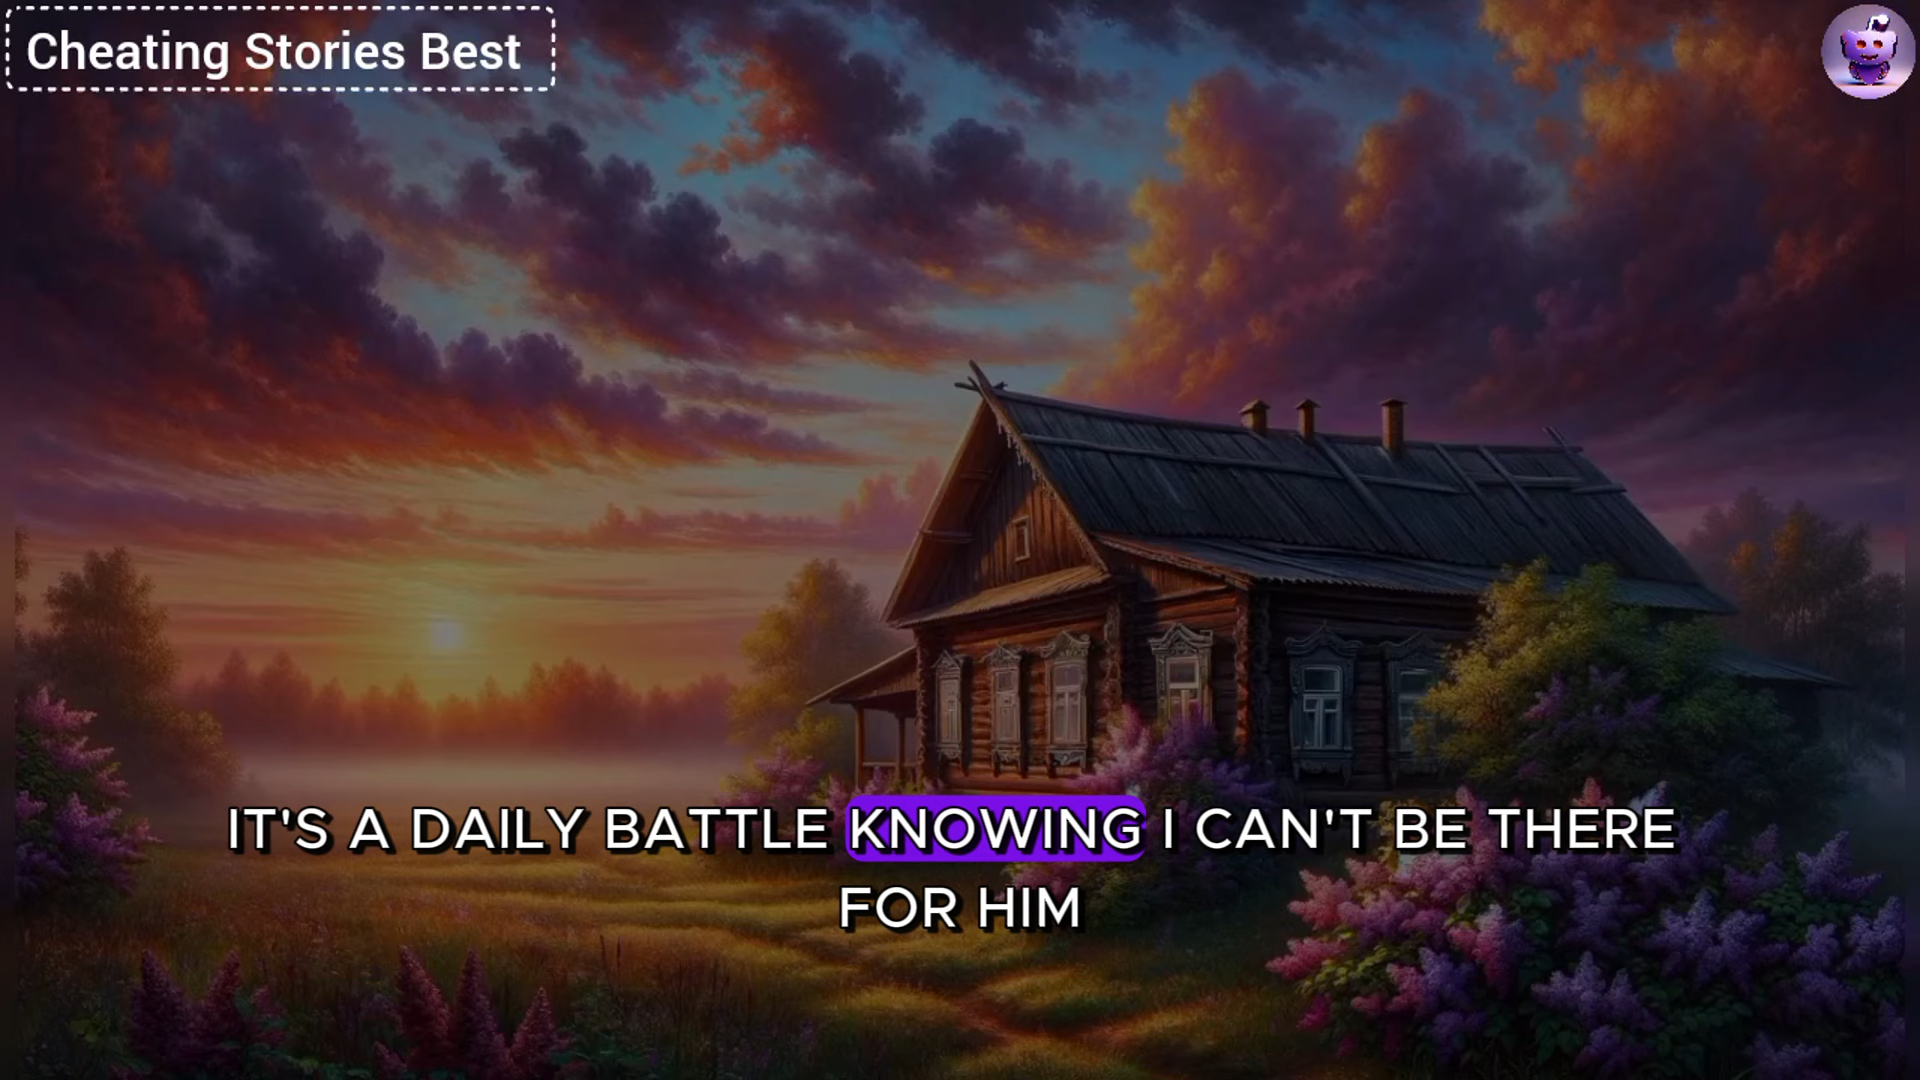 Cheating Stories Best
IT'S A DAILY BATTLE KNOWING I CAN'T BE THERE
FOR HIM